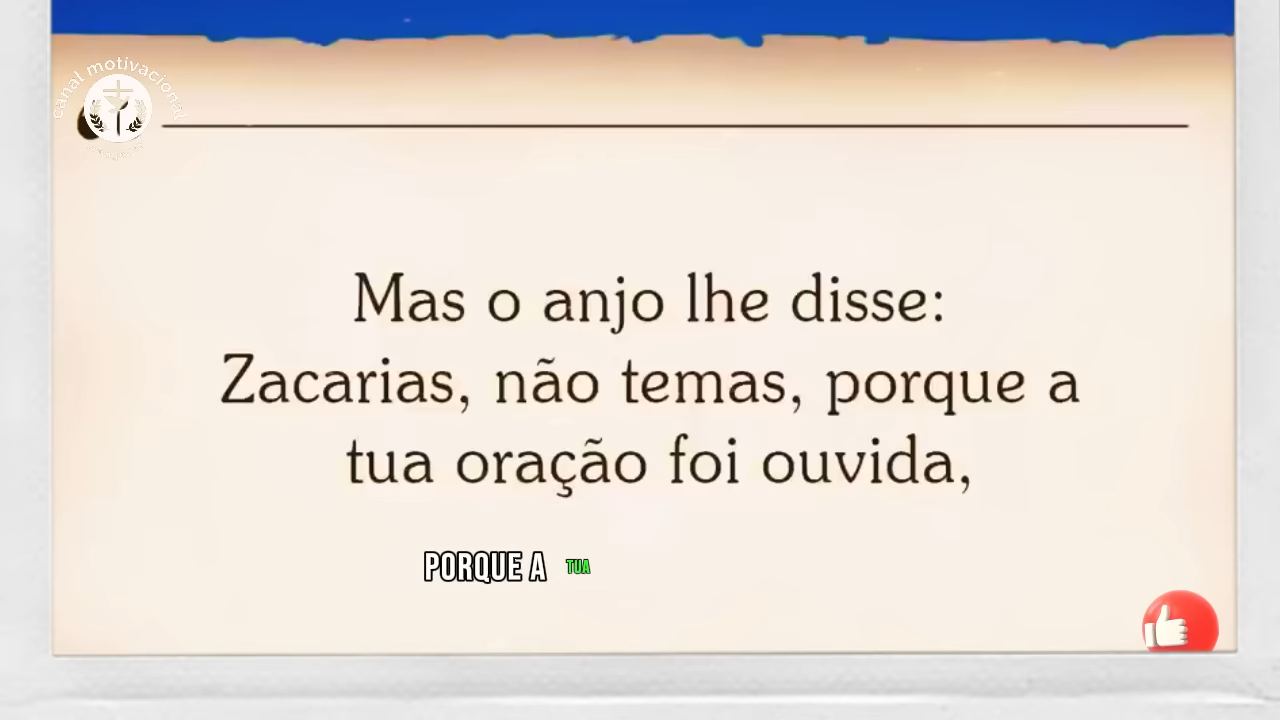 canal motivacional
Mas o anjo lhe disse:
Zacarias, não temas, porque a
tua oração foi ouvida,
PORQUE A TUA